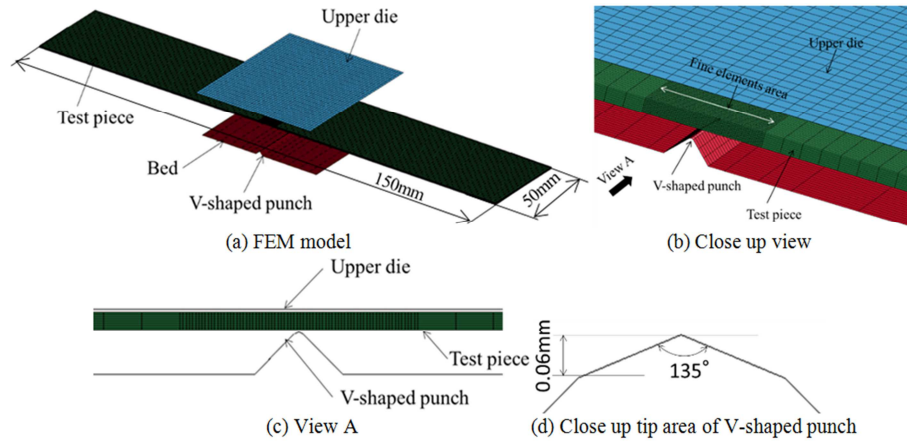 Upper die
Test piece
Bed
V-shaped punch
150mm
50mm
(a) FEM model
Upper die
Fine elements
area
View A
V-shaped punch
Test piece
(b) Close up view
Upper die
Test piece
V-shaped punch
(c) View A
0.06mm
135°
(d) Close up tip area of V-shaped punch